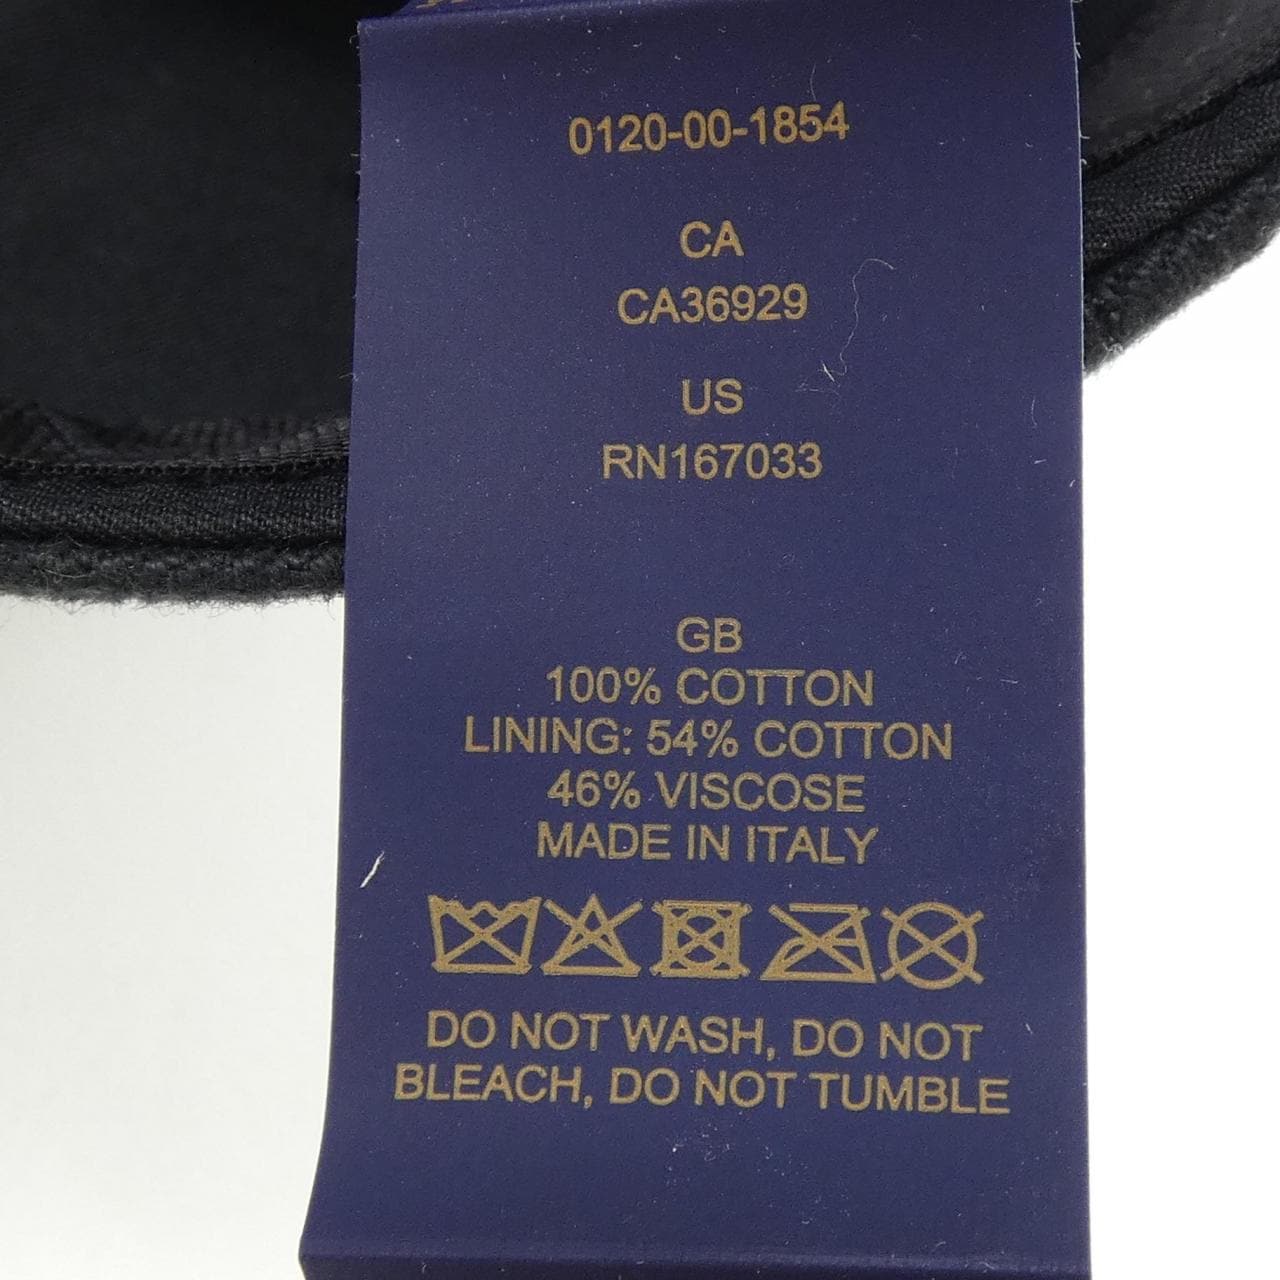 0120-00-1854
CA
CA36929
US
RN167033
GB
100% COTTON
LINING: 54% COTTON
46% VISCOSE
MADE IN ITALY
DO NOT WASH, DO NOT
BLEACH, DO NOT TUMBLE